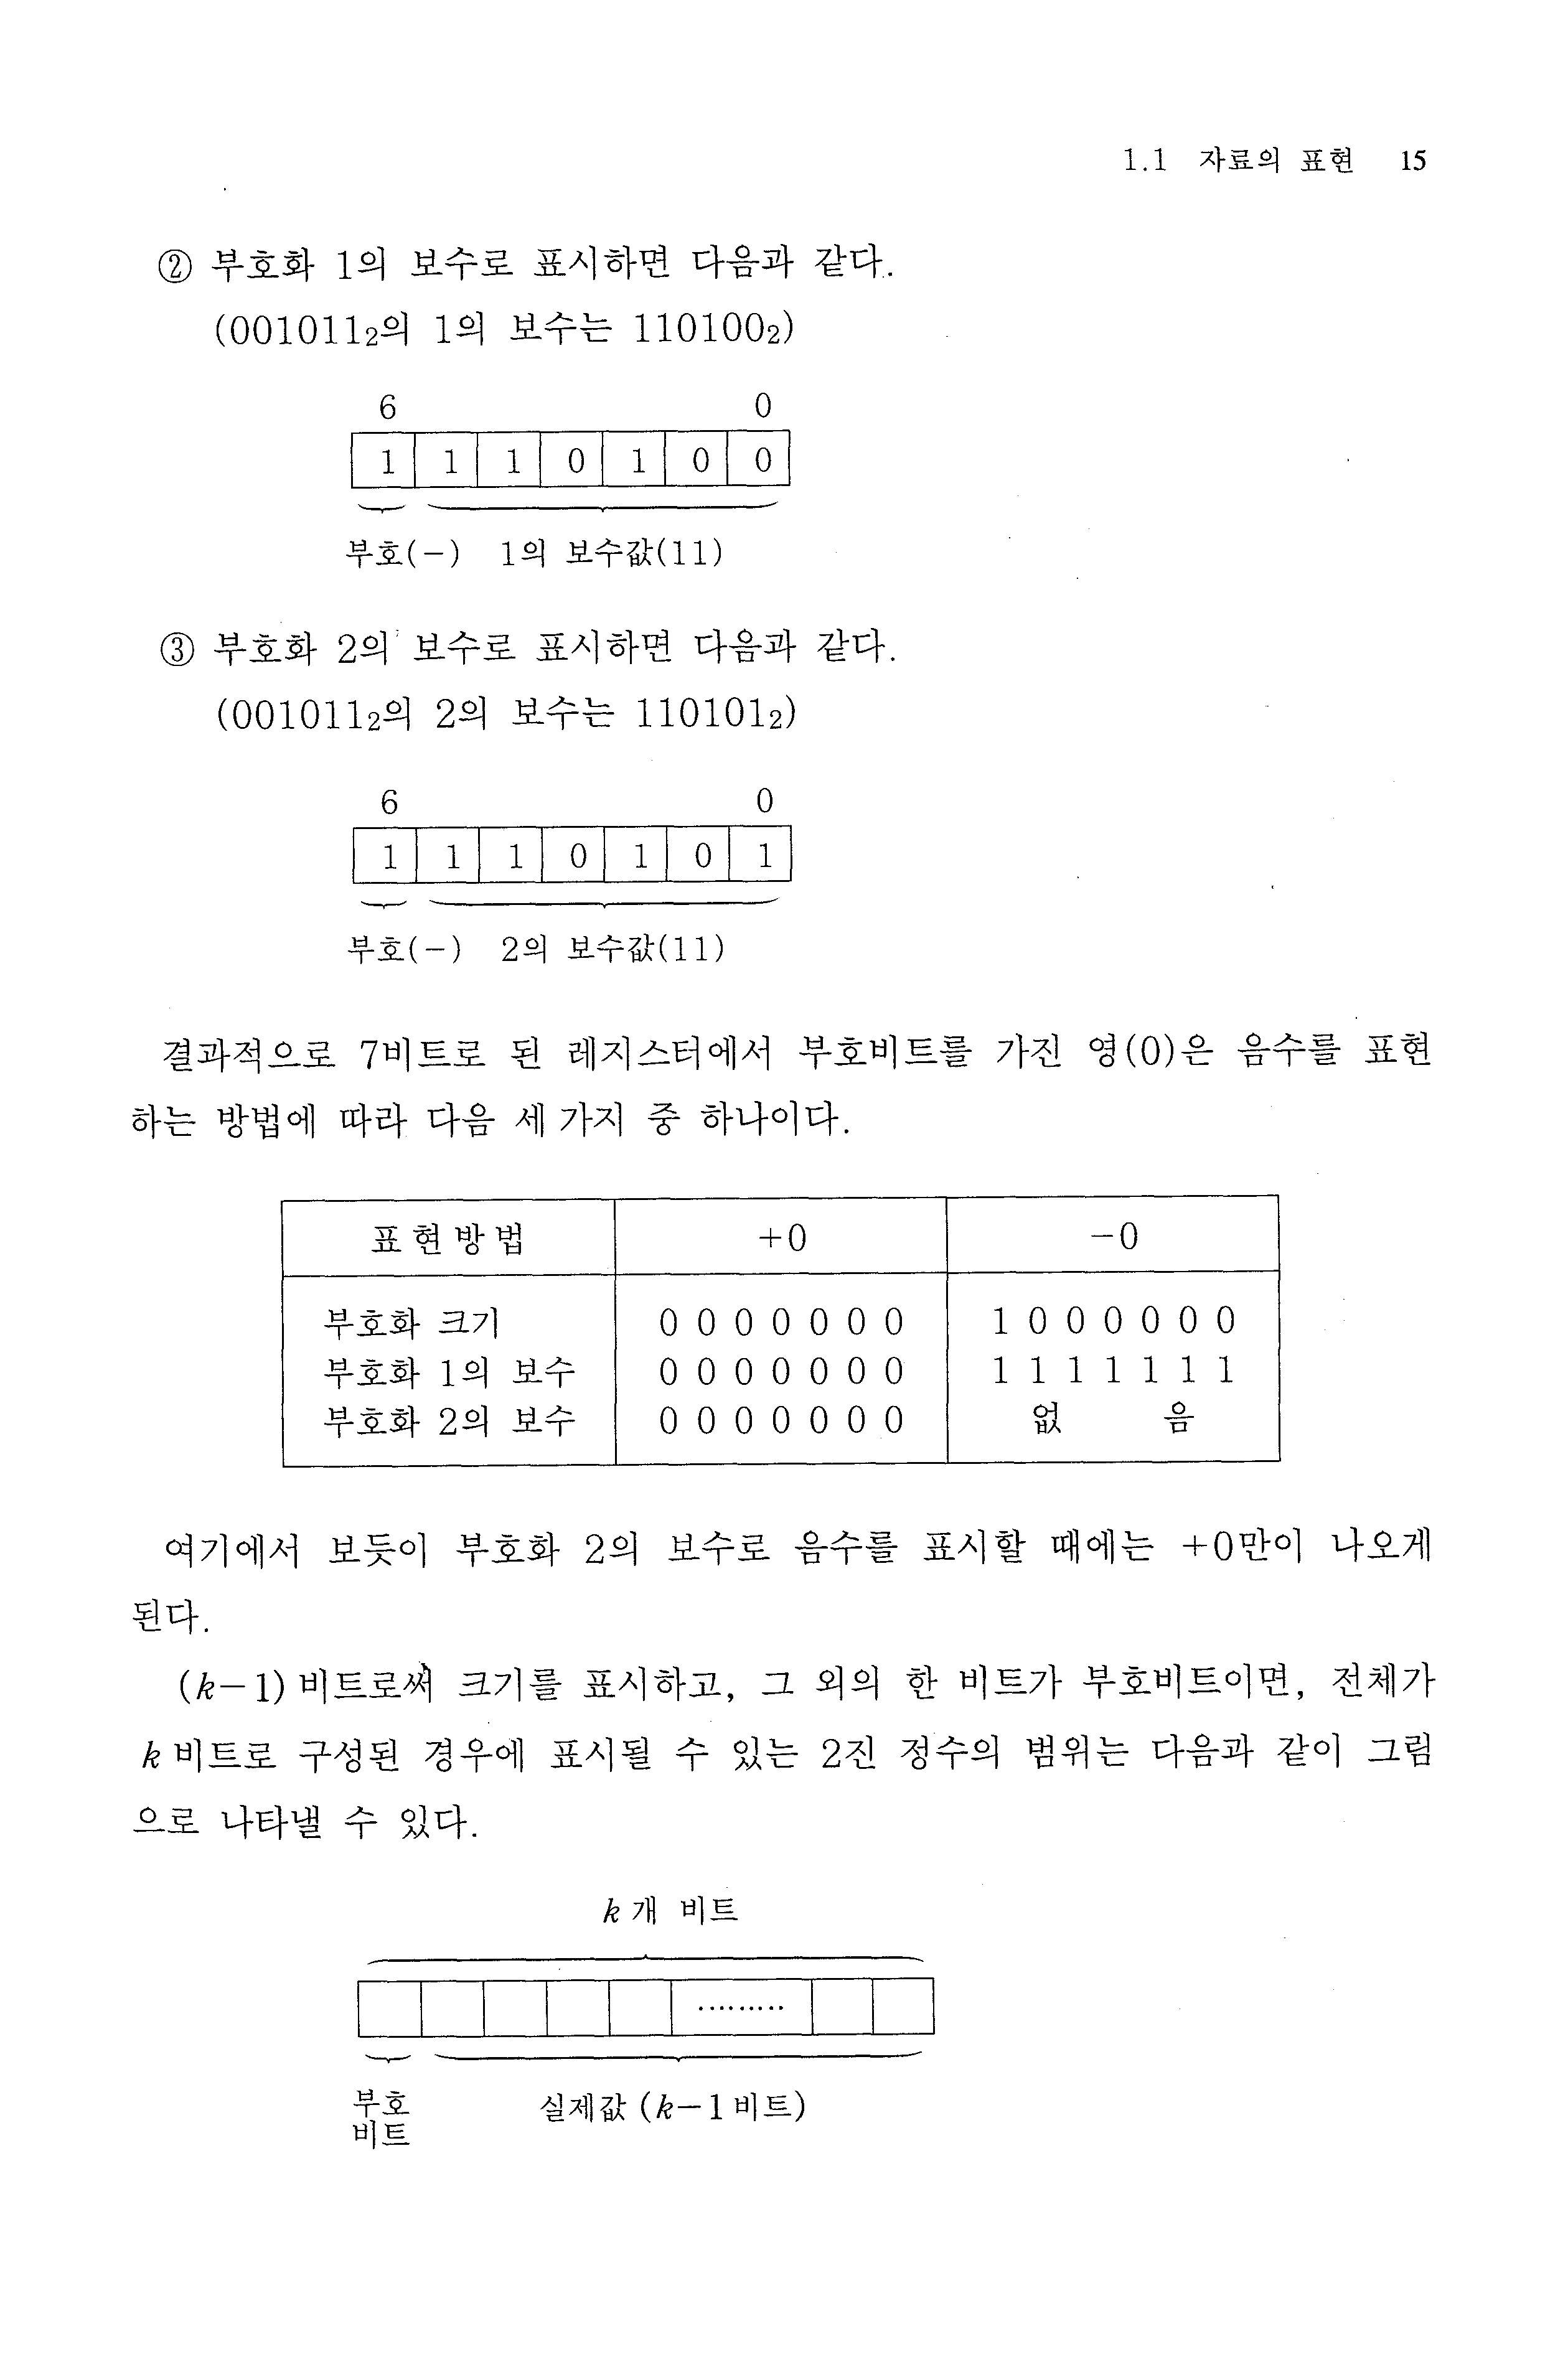 1.1 자료의 표현 15
② 부호화 1의 보수로 표시하면 다음과 같다.
(001011₂의 1의 보수는 110100₂)
6 0
1 1 1 0 1 0 0
부호(-) 1의 보수값(11)
③ 부호화 2의 보수로 표시하면 다음과 같다.
(001011₂의 2의 보수는 110101₂)
6 0
1 1 1 0 1 0 1
부호(-) 2의 보수값(11)
결과적으로 7비트로 된 레지스터에서 부호비트를 가진 영(0)은 음수를 표현
하는 방법에 따라 다음 세 가지 중 하나이다.
표현방법 +0 -0
부호화 크기 0 0 0 0 0 0 0 1 0 0 0 0 0 0
부호화 1의 보수 0 0 0 0 0 0 0 1 1 1 1 1 1 1
부호화 2의 보수 0 0 0 0 0 0 0 없 음
여기에서 보듯이 부호화 2의 보수로 음수를 표시할 때에는 +0만이 나오게
된다.
(k-1) 비트로써 크기를 표시하고, 그 외의 한 비트가 부호비트이면, 전체가
k 비트로 구성된 경우에 표시될 수 있는 2진 정수의 범위는 다음과 같이 그림
으로 나타낼 수 있다.
k 개 비트
·········
부호 실제값 (k-1 비트)
비트